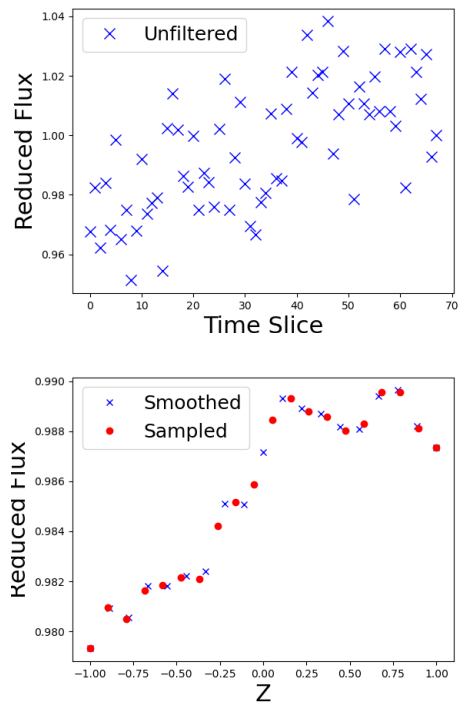 1.04
Unfiltered
1.02
1.00
0.98
0.96
Reduced Flux
0 10 20 30 40 50 60 70
Time Slice
0.990
Smoothed
Sampled
0.988
0.986
0.984
0.982
0.980
Reduced Flux
−1.00 −0.75 −0.50 −0.25 0.00 0.25 0.50 0.75 1.00
Z